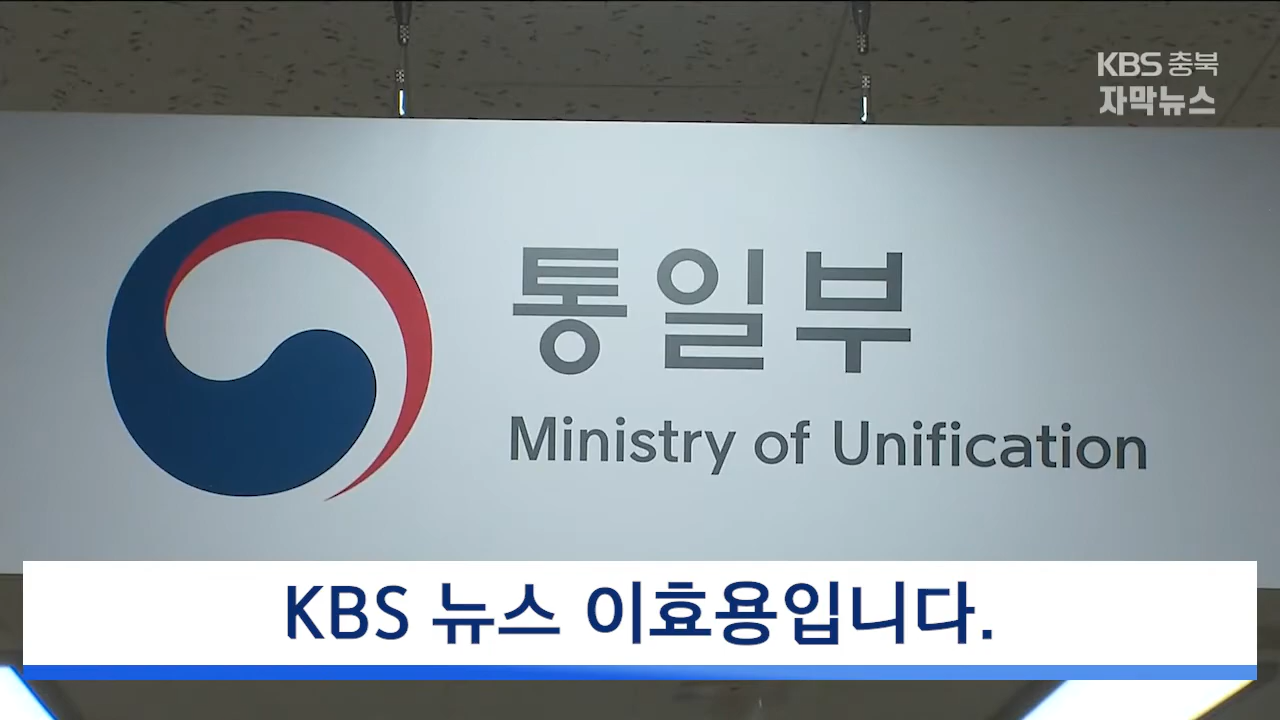 KBS 충북
자막뉴스
통일부
Ministry of Unification
KBS 뉴스 이효용입니다.